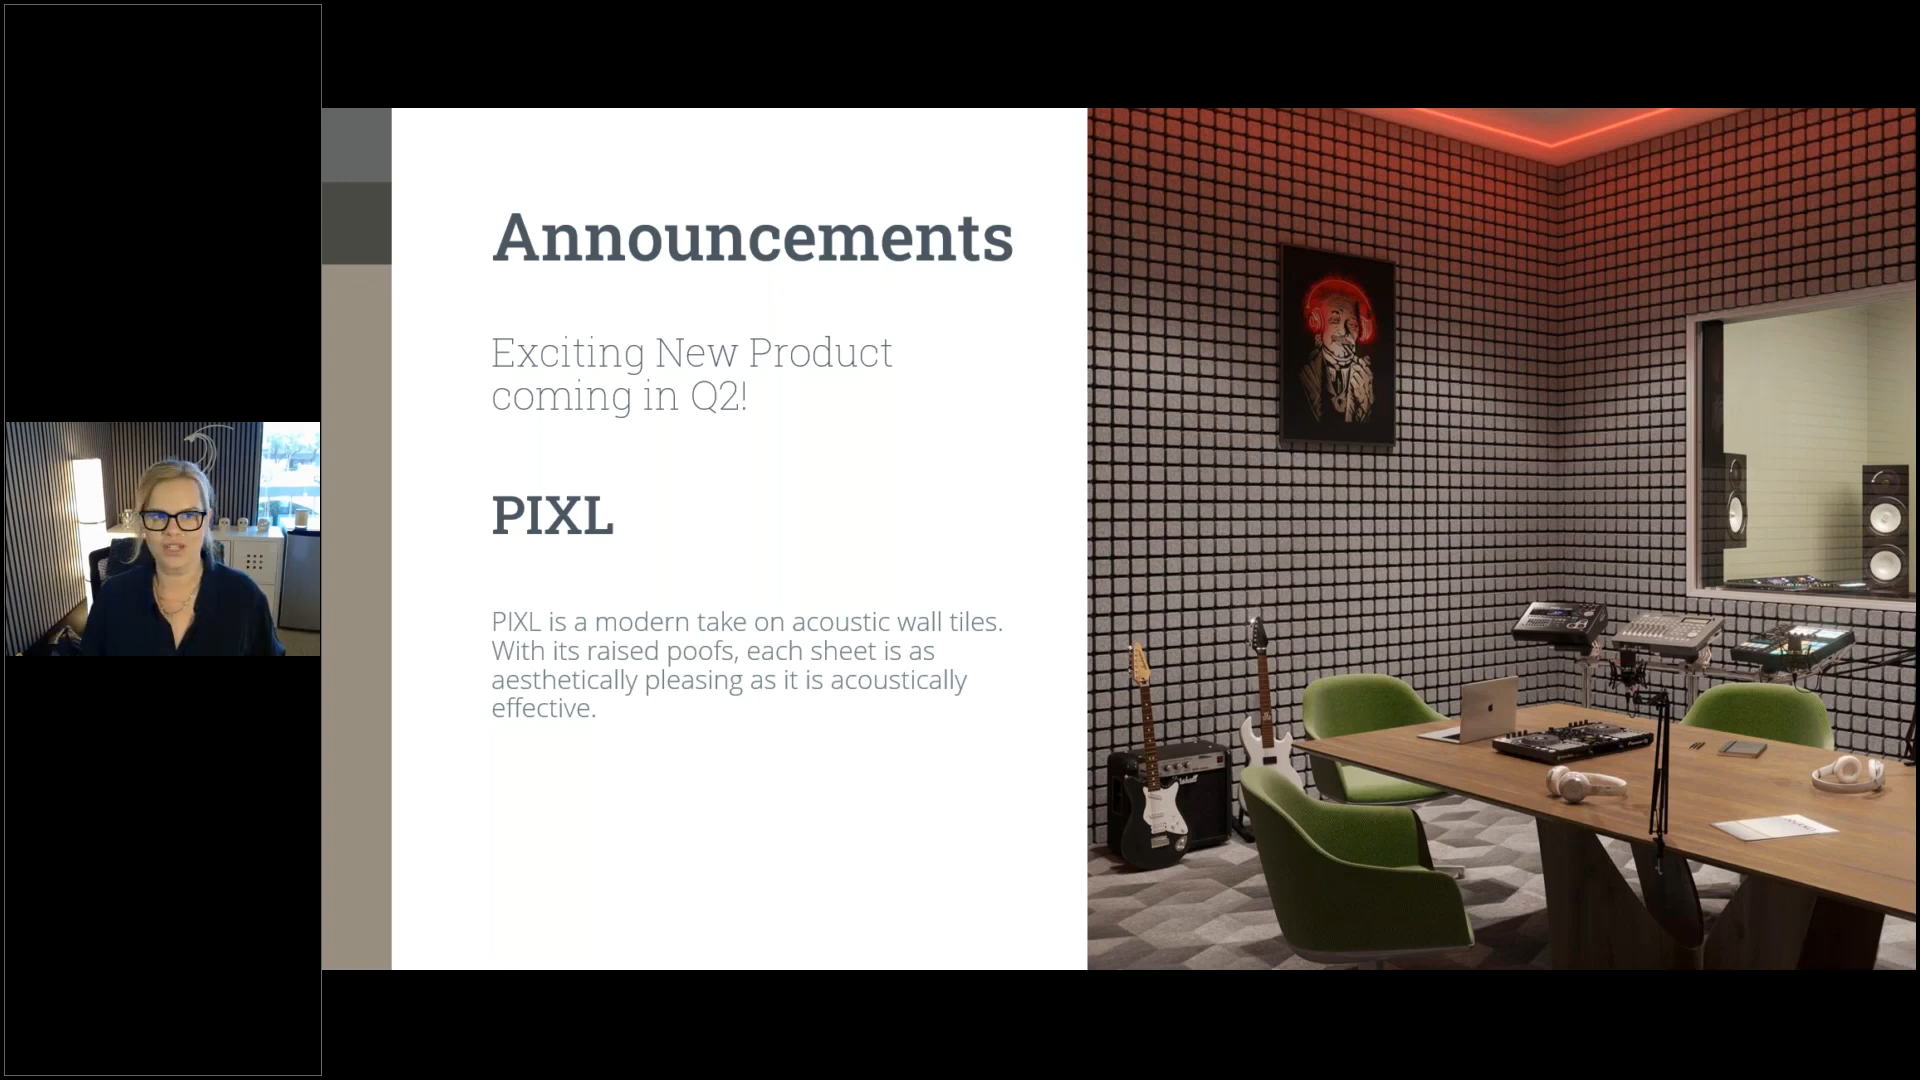 Announcements
Exciting New Product
coming in Q2!
PIXL
PIXL is a modern take on acoustic wall tiles.
With its raised poofs, each sheet is as
aesthetically pleasing as it is acoustically
effective.
Marshall